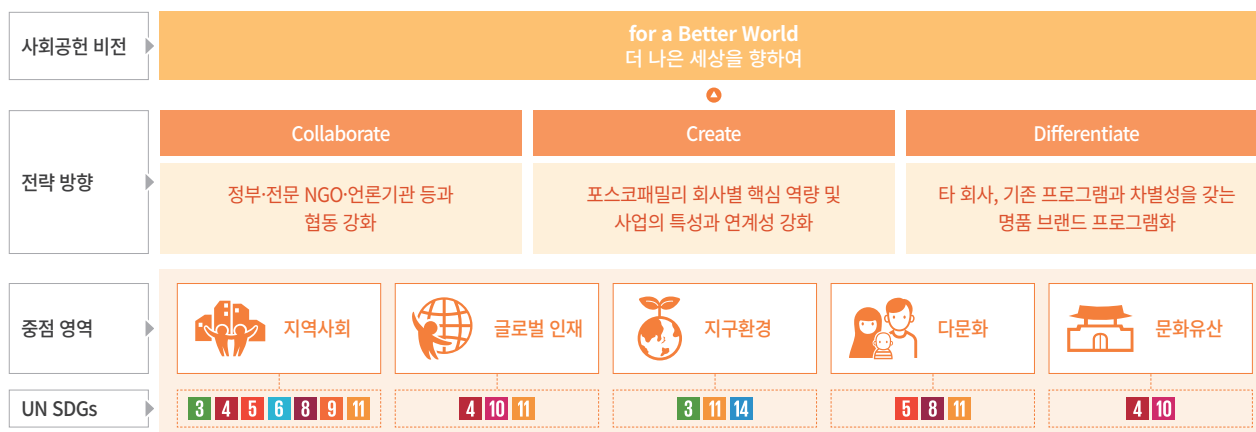 사회공헌 비전
for a Better World
더 나은 세상을 향하여
전략 방향
Collaborate
정부·전문 NGO·언론기관 등과
협동 강화
Create
포스코패밀리 회사별 핵심 역량 및
사업의 특성과 연계성 강화
Differentiate
타 회사, 기존 프로그램과 차별성을 갖는
명품 브랜드 프로그램화
중점 영역
지역사회
글로벌 인재
지구환경
다문화
문화유산
UN SDGs
3 4 5 6 8 9 11
4 10 11
3 11 14
5 8 11
4 10